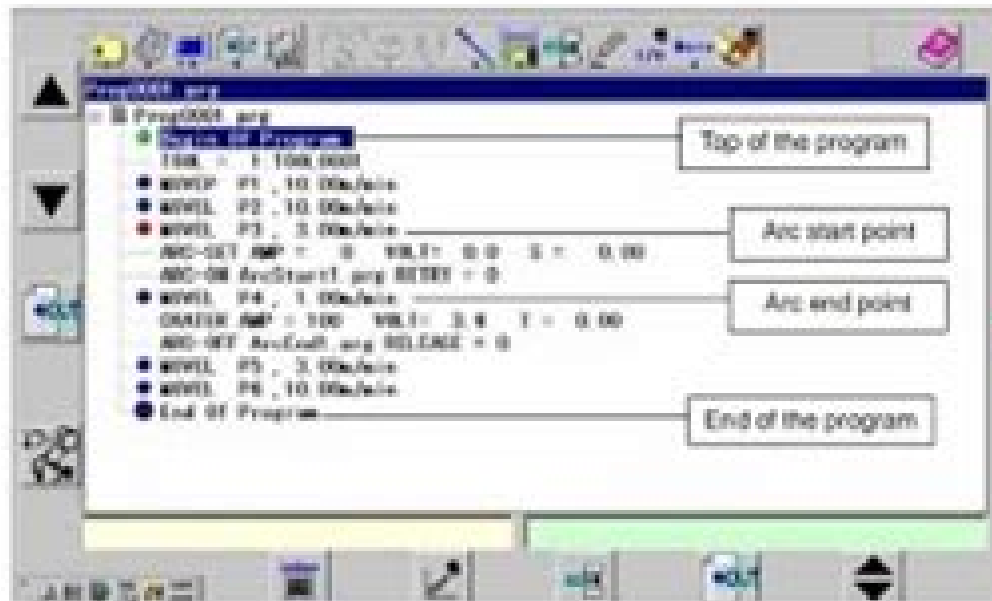 Prog0001.prg
Prog0001.prg
Begin Of Program
Top of the program
TOOL = 1 TOOL0001
MOVEP P1 , 10.00m/min
MOVEL P2 , 10.00m/min
MOVEL P3 , 3.00m/min
Arc start point
ARC-SET AMP = 0 VOLT= 0.0 S = 0.00
ARC-ON ArcStart1.prg RETRY = 0
MOVEL P4 , 1.00m/min
Arc end point
CRATER AMP = 100 VOLT= T = 0.00
ARC-OFF ArcEnd1.prg RELEASE = 0
MOVEL P5 , 3.00m/min
MOVEL P6 , 10.00m/min
End Of Program
End of the program
OUT
OUT